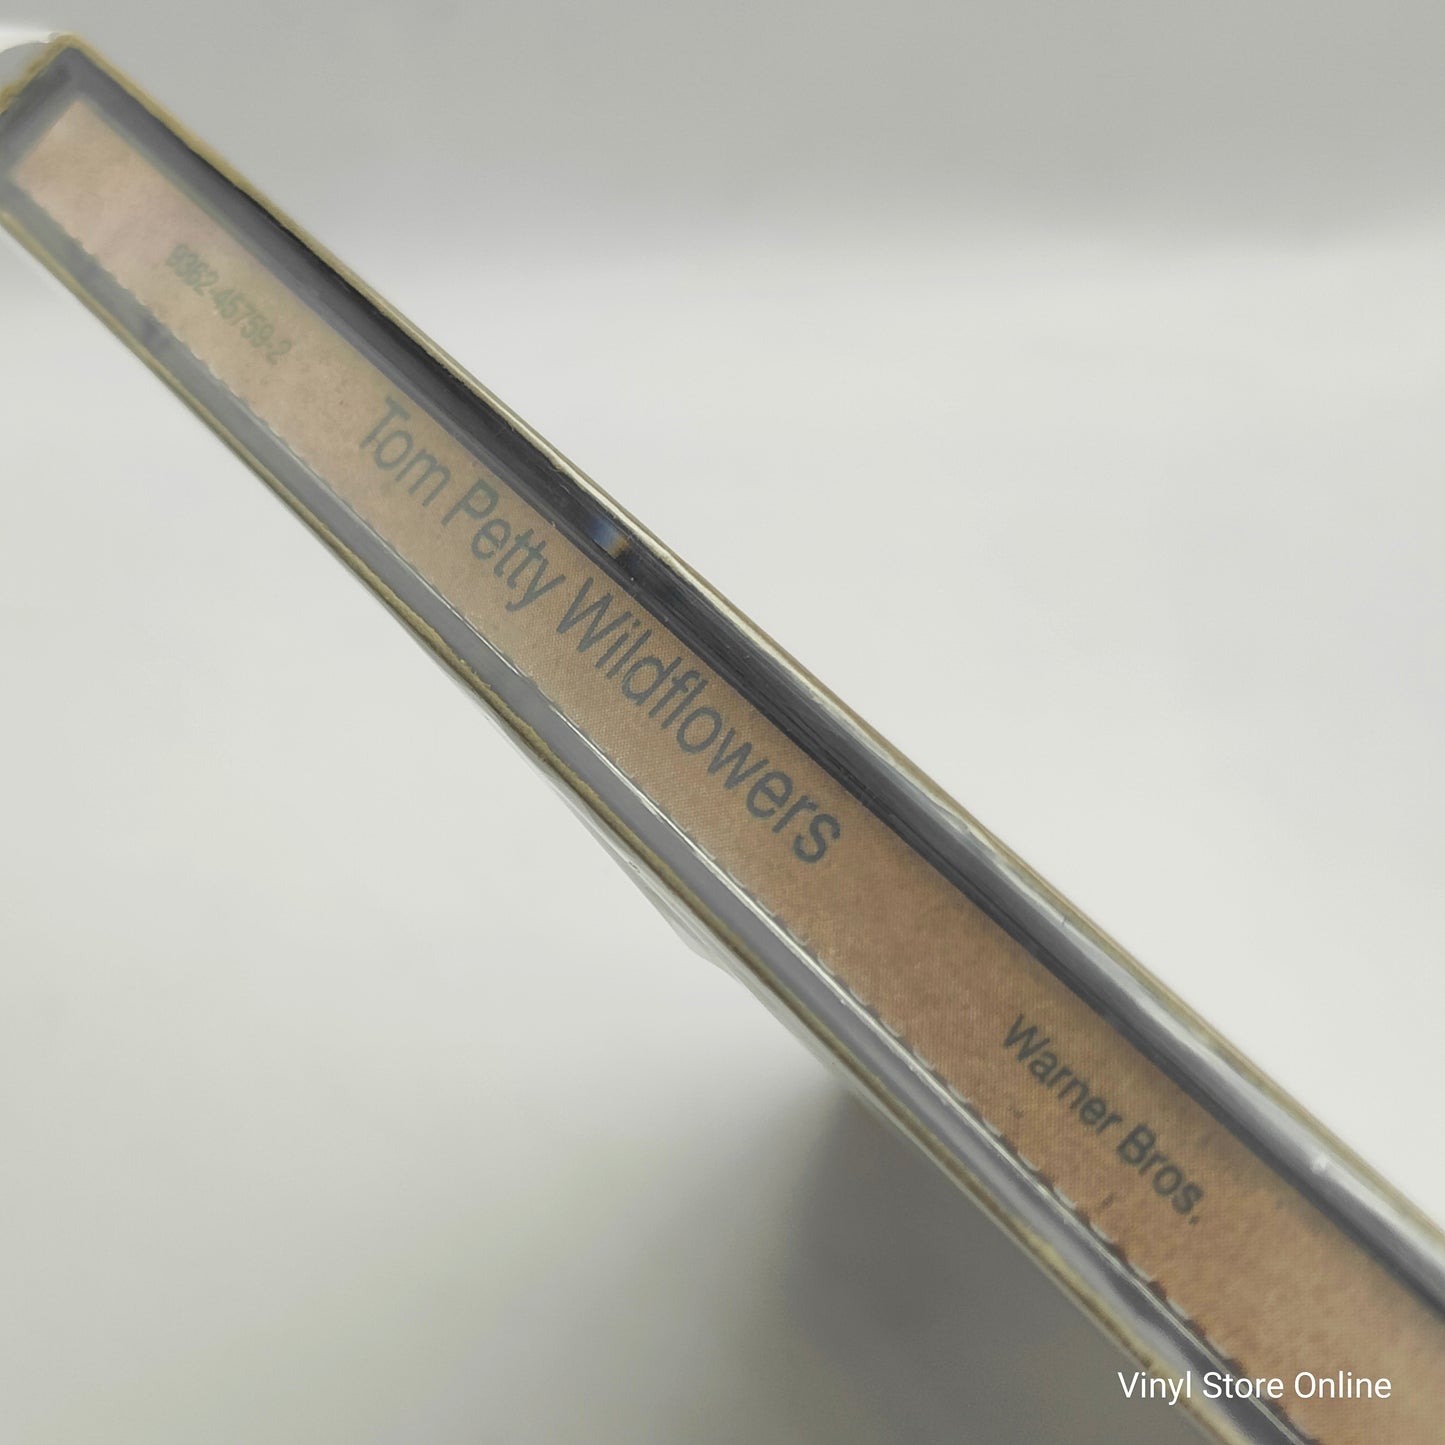 9362-45759-2
Tom Petty Wildflowers
Warner Bros.
Vinyl Store Online